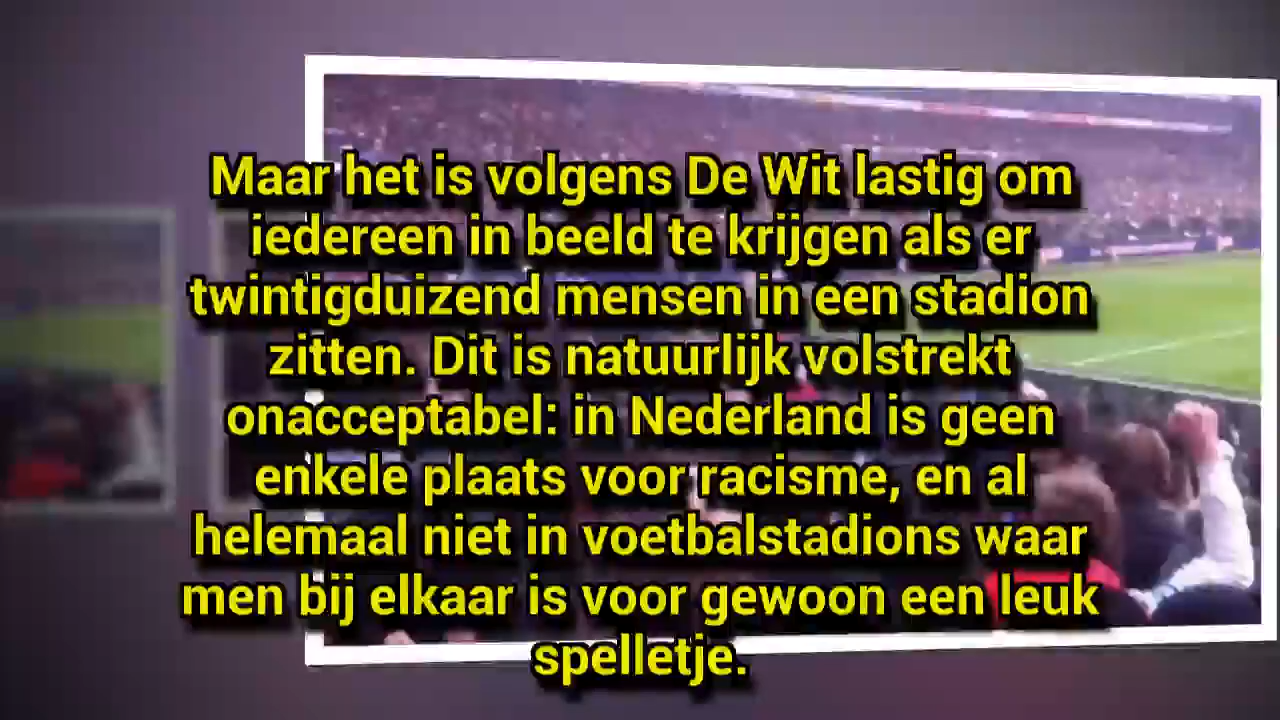 Maar het is volgens De Wit lastig om
iedereen in beeld te krijgen als er
twintigduizend mensen in een stadion
zitten. Dit is natuurlijk volstrekt
onacceptabel: in Nederland is geen
enkele plaats voor racisme, en al
helemaal niet in voetbalstadions waar
men bij elkaar is voor gewoon een leuk
spelletje.